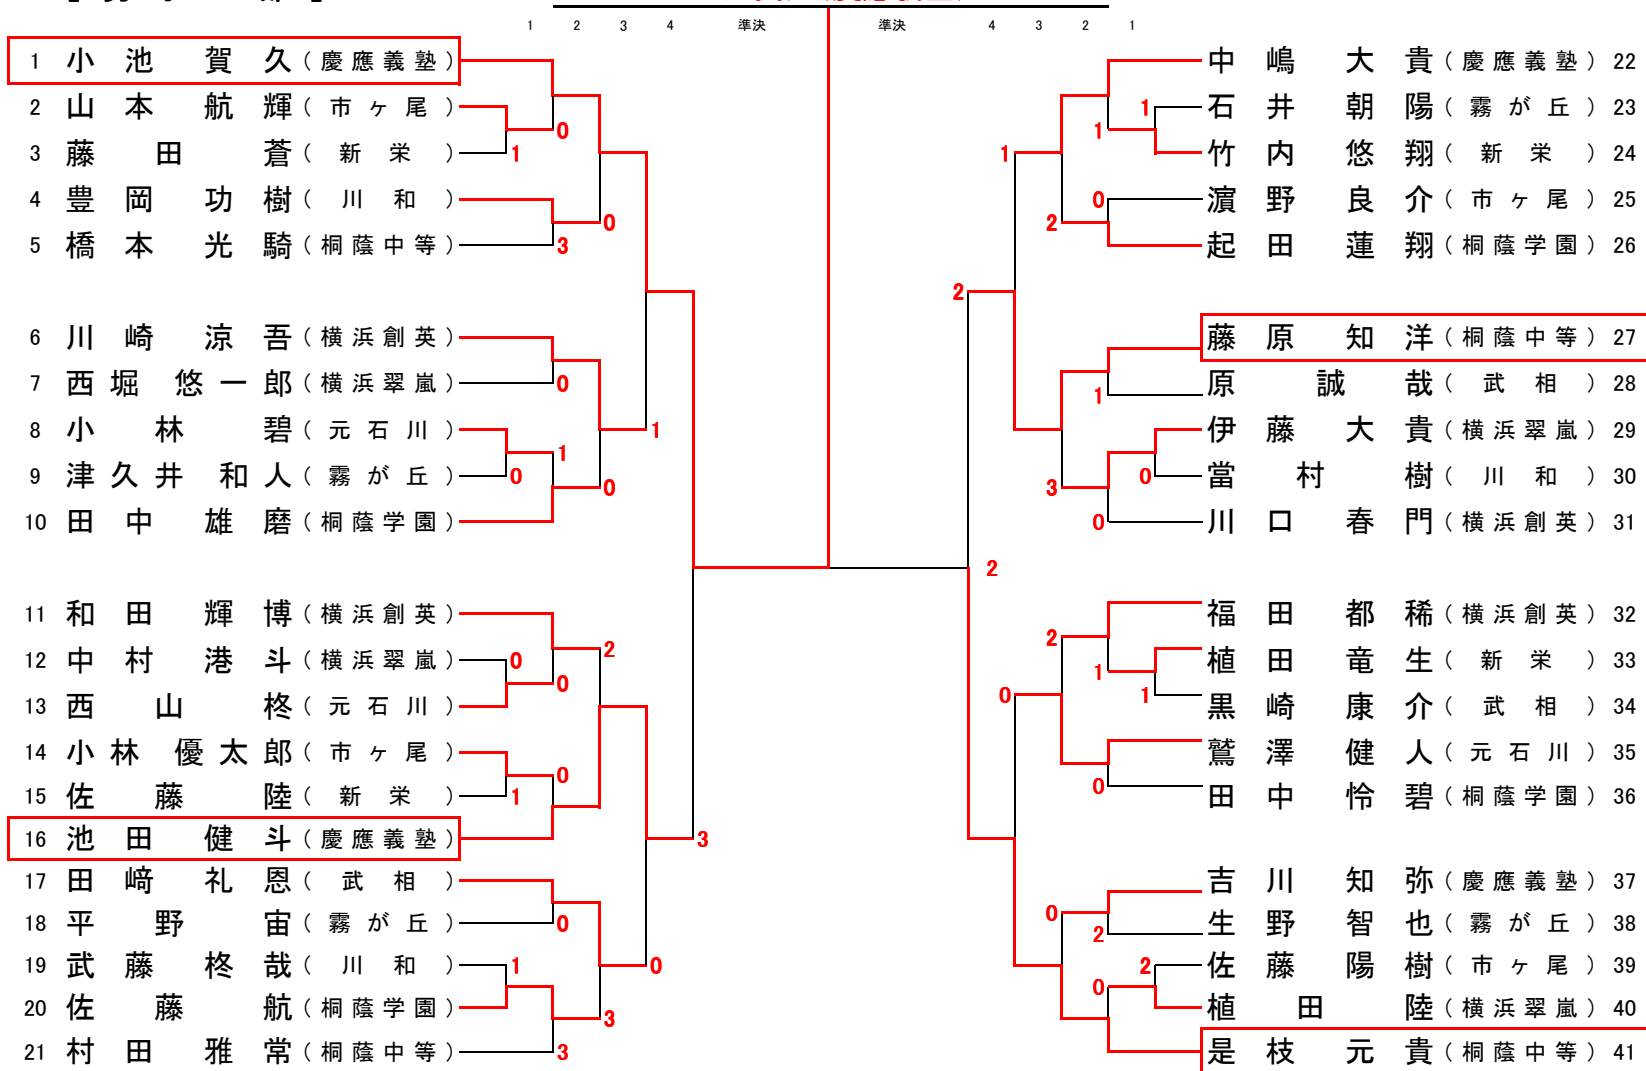 1 2 3 4 準決 準決 4 3 2 1
1 小池 賀久 (慶應義塾)
2 山本 航輝 (市ヶ尾)
3 藤田 蒼 (新栄)
4 豊岡 功樹 (川和)
5 橋本 光騎 (桐蔭中等)
6 川崎 涼吾 (横浜創英)
7 西堀 悠一郎 (横浜翠嵐)
8 小林 碧 (元石川)
9 津久井 和人 (霧が丘)
10 田中 雄磨 (桐蔭学園)
11 和田 輝博 (横浜創英)
12 中村 港斗 (横浜翠嵐)
13 西山 柊 (元石川)
14 小林 優太郎 (市ヶ尾)
15 佐藤 陸 (新栄)
16 池田 健斗 (慶應義塾)
17 田﨑 礼恩 (武相)
18 平野 宙 (霧が丘)
19 武藤 柊哉 (川和)
20 佐藤 航 (桐蔭学園)
21 村田 雅常 (桐蔭中等)
0
1
0
3
0
1
1
0
0
2
0
0
0
1
3
0
0
1
3
3
中嶋 大貴 (慶應義塾) 22
石井 朝陽 (霧が丘) 23
竹内 悠翔 (新栄) 24
濵野 良介 (市ヶ尾) 25
起田 蓮翔 (桐蔭学園) 26
藤原 知洋 (桐蔭中等) 27
原 誠哉 (武相) 28
伊藤 大貴 (横浜翠嵐) 29
當村 樹 (川和) 30
川口 春門 (横浜創英) 31
福田 都稀 (横浜創英) 32
植田 竜生 (新栄) 33
黒崎 康介 (武相) 34
鷲澤 健人 (元石川) 35
田中 怜碧 (桐蔭学園) 36
吉川 知弥 (慶應義塾) 37
生野 智也 (霧が丘) 38
佐藤 陽樹 (市ヶ尾) 39
植田 陸 (横浜翠嵐) 40
是枝 元貴 (桐蔭中等) 41
1
1
1
0
2
2
1
0
3
0
2
2
1
1
0
0
0
2
2
0